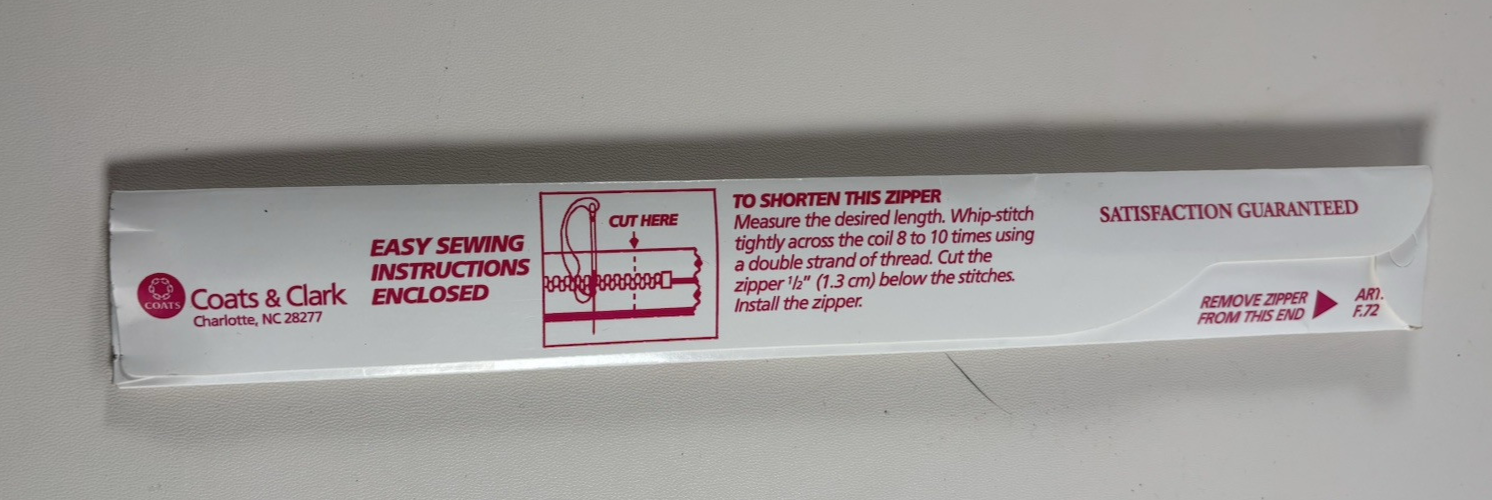 COATS
Coats & Clark
Charlotte, NC 28277
EASY SEWING
INSTRUCTIONS
ENCLOSED
CUT HERE
TO SHORTEN THIS ZIPPER
Measure the desired length. Whip-stitch
tightly across the coil 8 to 10 times using
a double strand of thread. Cut the
zipper 1/2" (1.3 cm) below the stitches.
Install the zipper.
SATISFACTION GUARANTEED
REMOVE ZIPPER
FROM THIS END
ART.
F.72